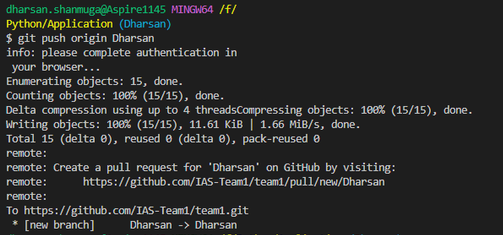 dharsan.shanmuga@Aspire1145 MINGW64 /f/
Python/Application (Dharsan)
$ git push origin Dharsan
info: please complete authentication in
 your browser...
Enumerating objects: 15, done.
Counting objects: 100% (15/15), done.
Delta compression using up to 4 threadsCompressing objects: 100% (15/15), done.
Writing objects: 100% (15/15), 11.61 KiB | 1.66 MiB/s, done.
Total 15 (delta 0), reused 0 (delta 0), pack-reused 0
remote:
remote: Create a pull request for 'Dharsan' on GitHub by visiting:
remote:      https://github.com/IAS-Team1/team1/pull/new/Dharsan
remote:
To https://github.com/IAS-Team1/team1.git
 * [new branch]      Dharsan -> Dharsan